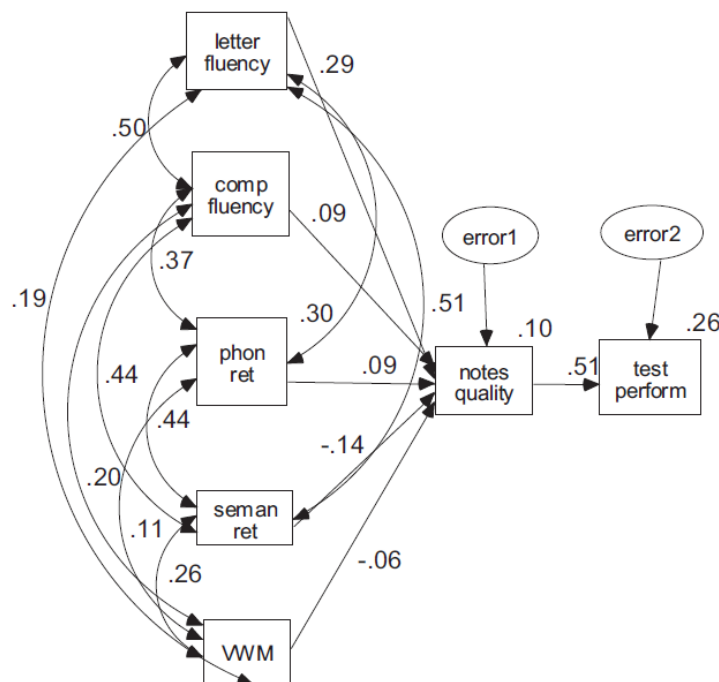 letter
fluency
.29
.50
comp
fluency
.09
error1
error2
.37
.19
.30
.51
.10
.26
phon
ret
.09
notes
quality
.51
test
perform
.44
.44
-.14
.20
seman
ret
.11
.26
-.06
VWM